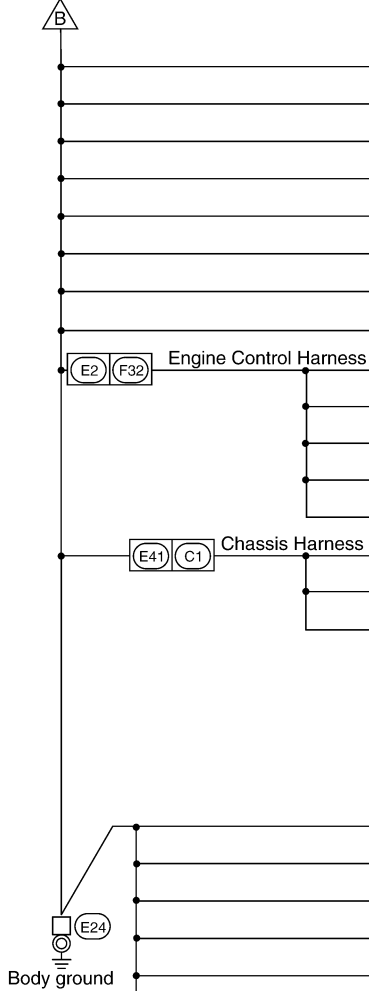 B
Engine Control Harness
E2 F32
Chassis Harness
E41 C1
E24
Body ground